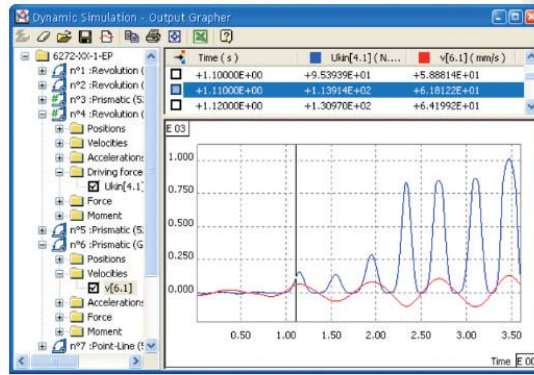 Dynamic Simulation - Output Grapher
6272-XX-1-EP
n°1 :Revolution (
n°2 :Revolution (
n°3 :Prismatic (5
n°4 :Revolution (
Positions
Velocities
Accelerations
Driving force
Ukin[4.1]
Force
Moment
n°5 :Prismatic (5
n°6 :Prismatic (G
Positions
Velocities
v[6.1]
Accelerations
Force
Moment
n°7 :Point-Line (
Time ( s ) Ukin[4.1] ( N.... v[6.1] ( mm/s )
+1.10000E+00 +9.53939E+01 +5.88814E+01
+1.11000E+00 +1.13914E+02 +6.18122E+01
+1.12000E+00 +1.30970E+02 +6.41992E+01
E 03
1.000
0.750
0.500
0.250
0.000
0.50 1.00 1.50 2.00 2.50 3.00 3.50
Time E 00